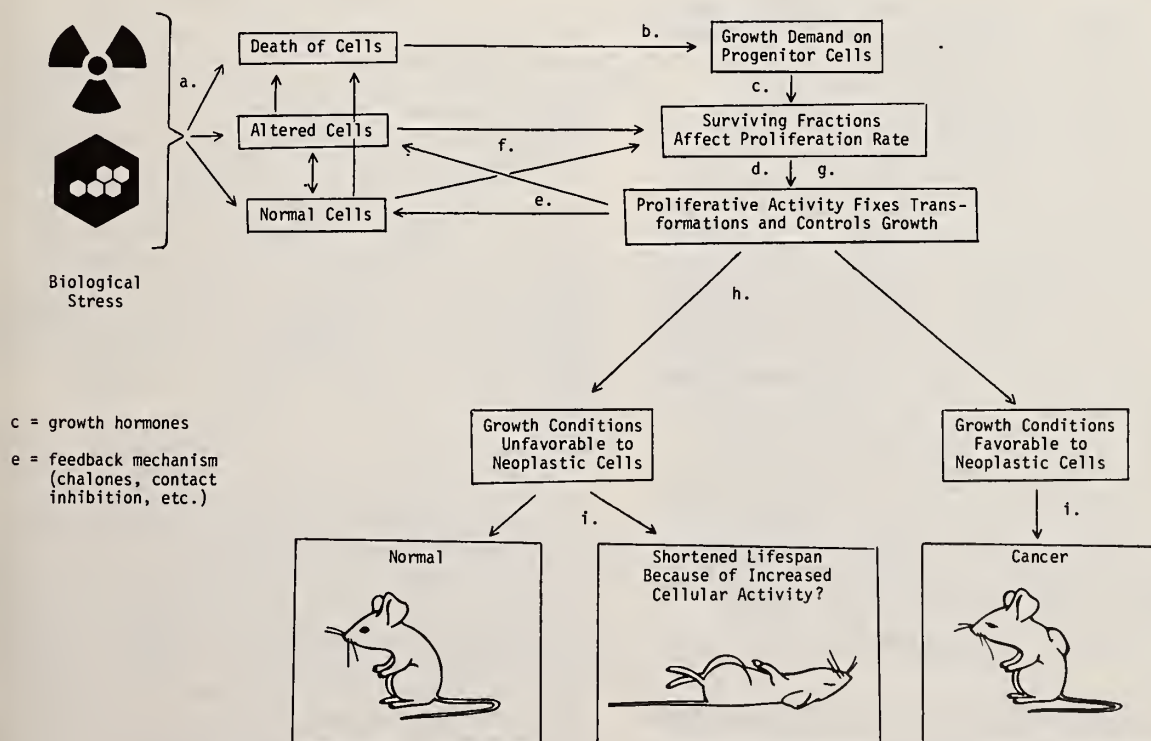 a.
Death of Cells
b.
Growth Demand on
Progenitor Cells
c.
Altered Cells
f.
Surviving Fractions
Affect Proliferation Rate
d.
g.
Normal Cells
e.
Proliferative Activity Fixes Trans-
formations and Controls Growth
Biological
Stress
h.
c = growth hormones
e = feedback mechanism
(chalones, contact
inhibition, etc.)
Growth Conditions
Unfavorable to
Neoplastic Cells
Growth Conditions
Favorable to
Neoplastic Cells
i.
i.
Normal
Shortened Lifespan
Because of Increased
Cellular Activity?
Cancer